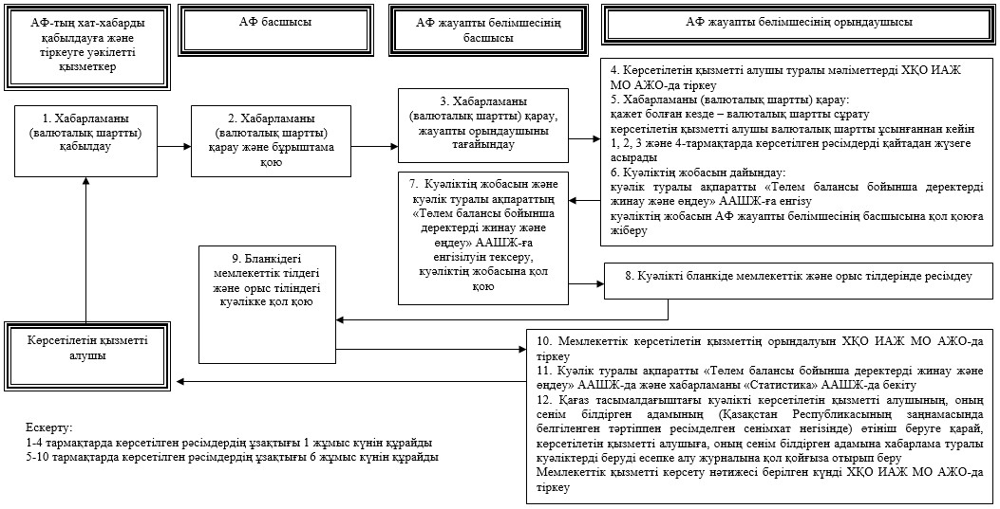 АФ-тың хат-хабарды
қабылдауға және
тіркеуге уәкілетті
қызметкер
АФ басшысы
АФ жауапты бөлімшесінің
басшысы
АФ жауапты бөлімшесінің орындаушысы
1. Хабарламаны
(валюталық шартты)
қабылдау
2. Хабарламаны
(валюталық шартты)
қарау және бұрыштама
қою
3. Хабарламаны
(валюталық шартты) қарау,
жауапты орындаушыны
тағайындау
4. Көрсетілетін қызметті алушы туралы мәліметтерді ХҚО ИАЖ
МО АЖО-да тіркеу
5. Хабарламаны (валюталық шартты) қарау:
қажет болған кезде – валюталық шартты сұрату
көрсетілетін қызметті алушы валюталық шартты ұсынғаннан кейін
1, 2, 3 және 4-тармақтарда көрсетілген рәсімдерді қайтадан жүзеге
асырады
6. Куәліктің жобасын дайындау:
куәлік туралы ақпаратты «Төлем балансы бойынша деректерді
жинау және өңдеу» ААШЖ-ға енгізу
куәліктің жобасын АФ жауапты бөлімшесінің басшысына қол қоюға
жіберу
7. Куәліктің жобасын және
куәлік туралы ақпараттың
«Төлем балансы бойынша
деректерді жинау және
өңдеу» ААШЖ-ға
енгізілуін тексеру,
куәліктің жобасына қол
қою
8. Куәлікті бланкіде мемлекеттік және орыс тілдерінде ресімдеу
9. Бланкідегі
мемлекеттік тілдегі
және орыс тіліндегі
куәлікке қол қою
Көрсетілетін қызметті
алушы
10. Мемлекеттік көрсетілетін қызметтің орындалуын ХҚО ИАЖ МО АЖО-да
тіркеу
11. Куәлік туралы ақпаратты «Төлем балансы бойынша деректерді жинау және
өңдеу» ААШЖ-да және хабарламаны «Статистика» ААШЖ-да бекіту
12. Қағаз тасымалдағыштағы куәлікті көрсетілетін қызметті алушының, оның
сенім білдірген адамының (Қазақстан Республикасының заңнамасында
белгіленген тәртіппен ресімделген сенімхат негізінде) өтініш беруге қарай,
көрсетілетін қызметті алушыға, оның сенім білдірген адамына хабарлама туралы
куәліктерді беруді есепке алу журналына қол қойғыза отырып беру
Мемлекеттік қызметті көрсету нәтижесі берілген күнді ХҚО ИАЖ МО АЖО-да
тіркеу
Ескерту:
1-4 тармақтарда көрсетілген рәсімдердің ұзақтығы 1 жұмыс күнін құрайды
5-10 тармақтарда көрсетілген рәсімдердің ұзақтығы 6 жұмыс күнін құрайды